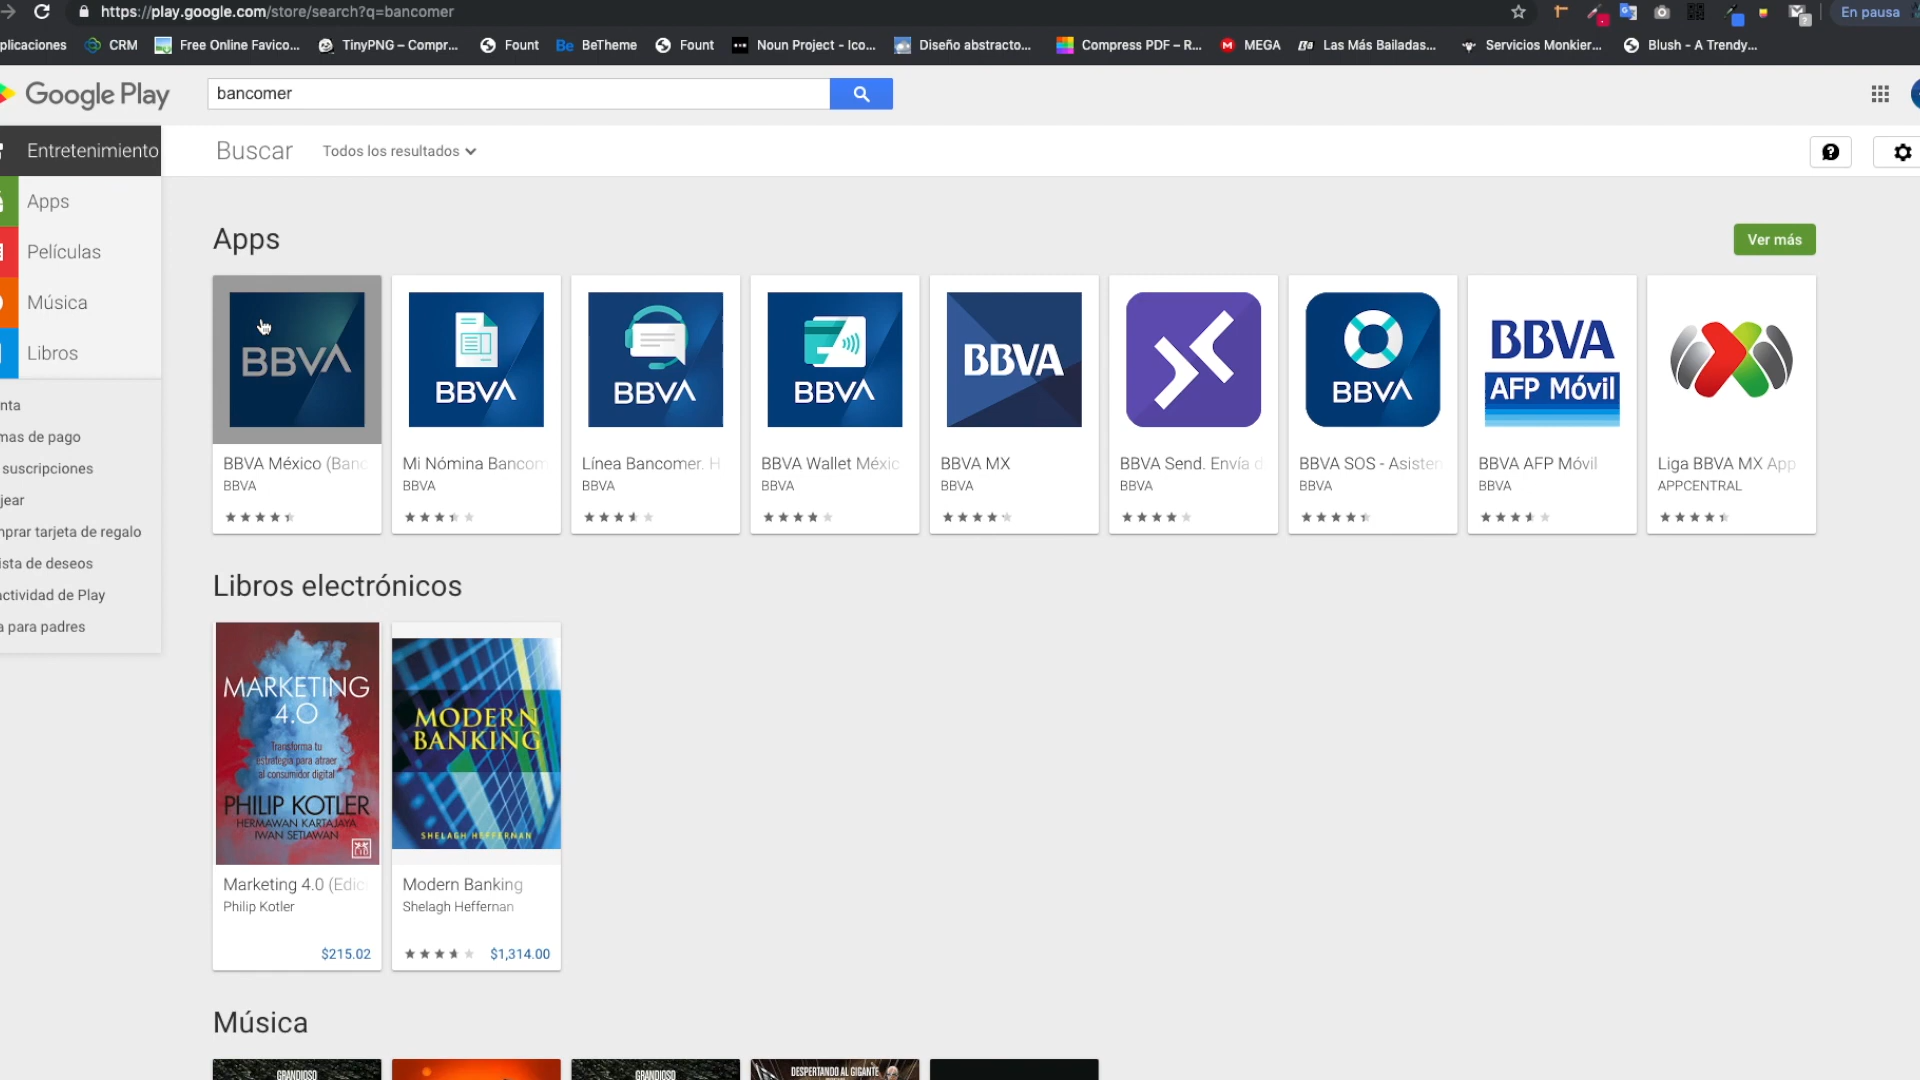 https://play.google.com/store/search?q=bancomer
En pausa
plicaciones
CRM
Free Online Favico...
TinyPNG – Compr...
Fount
Be BeTheme
Fount
Noun Project - Ico...
Diseño abstracto...
Compress PDF – R...
MEGA
Las Más Bailadas...
Servicios Monkier...
Blush - A Trendy...
Google Play
bancomer
Entretenimiento
Buscar
Todos los resultados
Apps
Películas
Música
Libros
nta
mas de pago
suscripciones
jear
mprar tarjeta de regalo
ista de deseos
actividad de Play
a para padres
Apps
Ver más
BBVA
BBVA
BBVA
BBVA
BBVA
BBVA
BBVA
AFP Móvil
BBVA México (Banc
BBVA
Mi Nómina Bancom
BBVA
Línea Bancomer. H
BBVA
BBVA Wallet Méxic
BBVA
BBVA MX
BBVA
BBVA Send. Envía d
BBVA
BBVA SOS - Asisten
BBVA
BBVA AFP Móvil
BBVA
Liga BBVA MX App
APPCENTRAL
Libros electrónicos
MARKETING
4.0
Transforma tu
estrategia para atraer
al consumidor digital
PHILIP KOTLER
HERMAWAN KARTAJAYA
IWAN SETIAWAN
MODERN
BANKING
SHELAGH HEFFERNAN
Marketing 4.0 (Edic
Philip Kotler
$215.02
Modern Banking
Shelagh Heffernan
$1,314.00
Música
GRANDIOSO
GRANDIOSO
DESPERTANDO AL GIGANTE